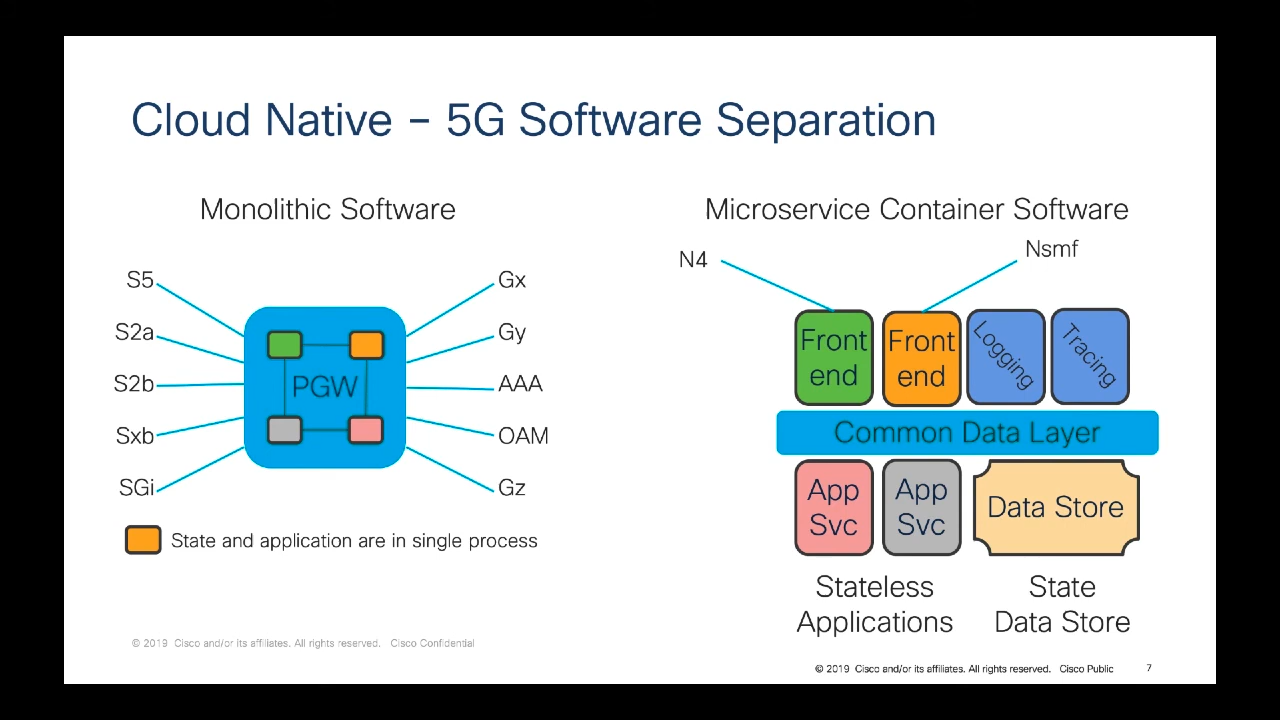 Cloud Native – 5G Software Separation
Monolithic Software
S5
S2a
S2b
Sxb
SGi
PGW
Gx
Gy
AAA
OAM
Gz
State and application are in single process
Microservice Container Software
N4
Nsmf
Front
end
Front
end
Logging
Tracing
Common Data Layer
App
Svc
App
Svc
Data Store
Stateless
Applications
State
Data Store
© 2019 Cisco and/or its affiliates. All rights reserved. Cisco Confidential
© 2019 Cisco and/or its affiliates. All rights reserved. Cisco Public 7